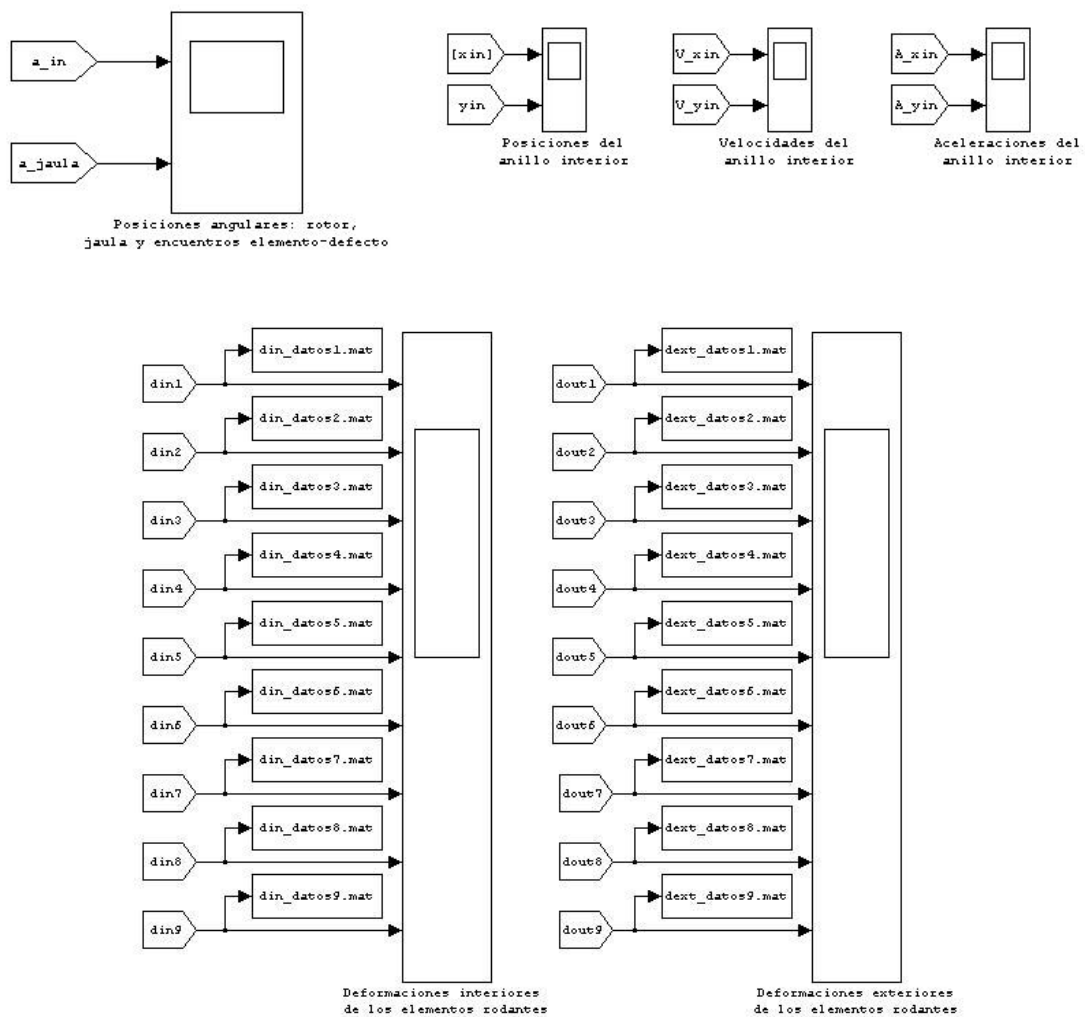 a_in
a_jaula
Posiciones angulares: rotor,
jaula y encuentros elemento-defecto
[xin]
yin
Posiciones del
anillo interior
V_xin
V_yin
Velocidades del
anillo interior
A_xin
A_yin
Aceleraciones del
anillo interior
din_datos1.mat
din1
din_datos2.mat
din2
din_datos3.mat
din3
din_datos4.mat
din4
din_datos5.mat
din5
din_datos6.mat
din6
din_datos7.mat
din7
din_datos8.mat
din8
din_datos9.mat
din9
Deformaciones interiores
de los elementos rodantes
dext_datos1.mat
dout1
dext_datos2.mat
dout2
dext_datos3.mat
dout3
dext_datos4.mat
dout4
dext_datos5.mat
dout5
dext_datos6.mat
dout6
dext_datos7.mat
dout7
dext_datos8.mat
dout8
dext_datos9.mat
dout9
Deformaciones exteriores
de los elementos rodantes